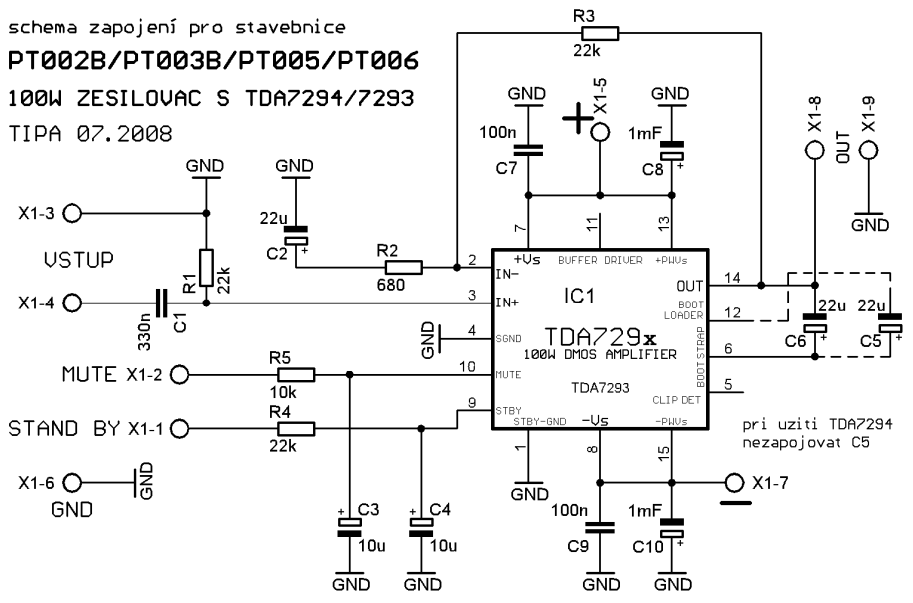 schema zapojení pro stavebnice
PT002B/PT003B/PT005/PT006
100W ZESILOVAC S TDA7294/7293
TIPA 07.2008
R3
22k
GND
100n
C7
X1-5
+
GND
1mF
C8
+
X1-8
OUT
X1-9
GND
GND
X1-3
VSTUP
R1
22k
X1-4
330n
C1
GND
22u
C2
+
R2
680
7
11
13
+Vs
BUFFER DRIVER
+PWVs
2
IN-
3
IN+
4
SGND
GND
10
MUTE
9
STBY
IC1
TDA729x
100W DMOS AMPLIFIER
TDA7293
OUT
14
BOOT
LOADER
12
BOOTSTRAP
6
CLIP DET
5
STBY-GND
-Vs
-PWVs
1
8
15
22u
C6
+
22u
C5
+
MUTE X1-2
R5
10k
STAND BY X1-1
R4
22k
X1-6
GND
GND
+
C3
10u
GND
+
C4
10u
GND
GND
pri uziti TDA7294
nezapojovat C5
X1-7
100n
C9
GND
1mF
C10
+
GND